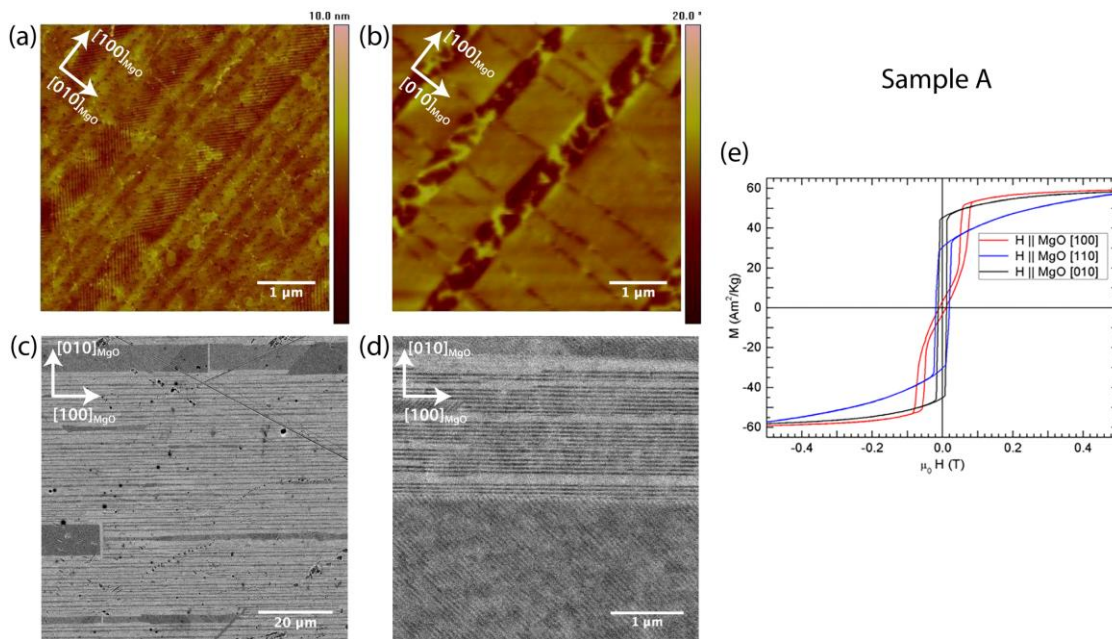 (a)
10.0 nm
[100]MgO
[010]MgO
1 µm
(b)
20.0 °
[100]MgO
[010]MgO
1 µm
Sample A
(c)
[010]MgO
[100]MgO
20 µm
(d)
[010]MgO
[100]MgO
1 µm
(e)
60
40
20
0
-20
-40
-60
M (Am²/Kg)
H || MgO [100]
H || MgO [110]
H || MgO [010]
-0.4 -0.2 0.0 0.2 0.4
µ₀ H (T)